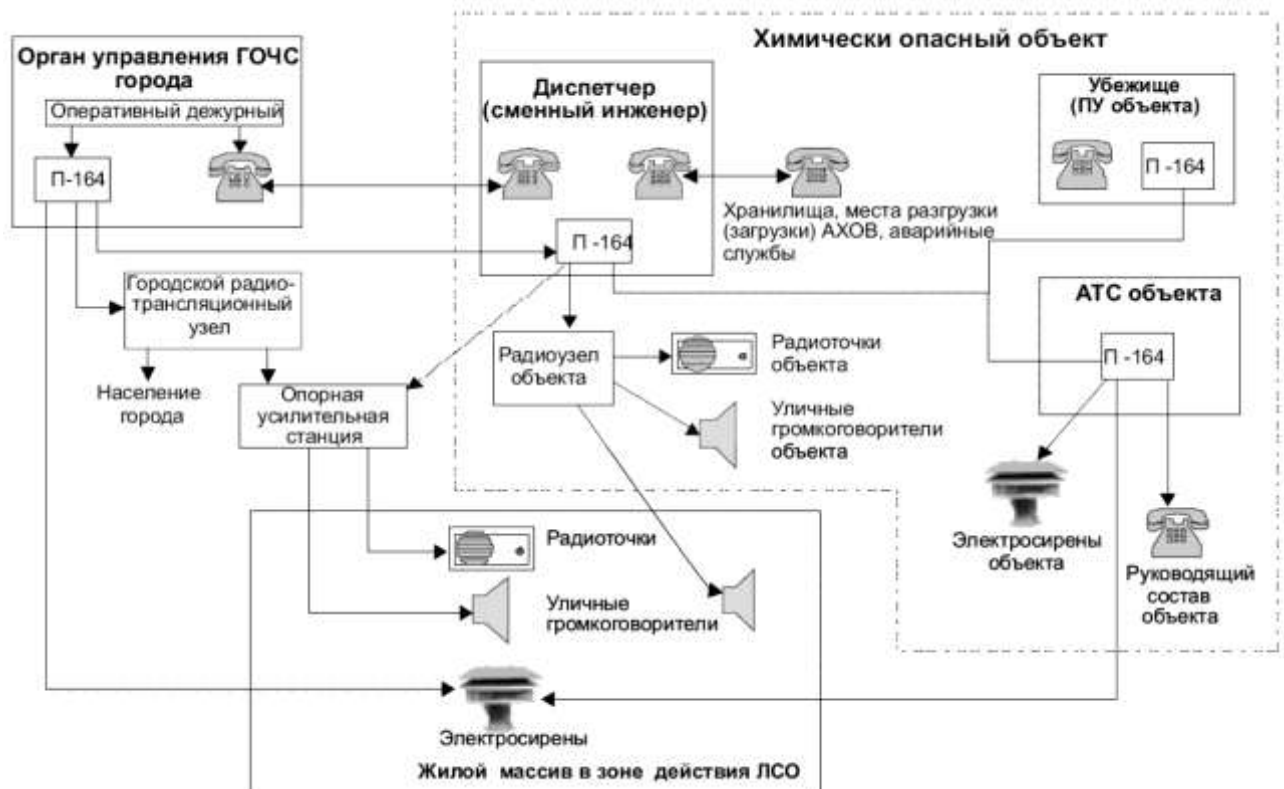 Химически опасный объект
Орган управления ГОЧС
города
Оперативный дежурный
П-164
Диспетчер
(сменный инженер)
П -164
Убежище
(ПУ объекта)
П -164
Хранилища, места разгрузки
(загрузки) АХОВ, аварийные
службы
Городской радио-
трансляционный
узел
Население
города
Опорная
усилительная
станция
Радиоузел
объекта
Радиоточки
объекта
Уличные
громкоговорители
объекта
АТС объекта
П -164
Электросирены
объекта
Руководящий
состав
объекта
Радиоточки
Уличные
громкоговорители
Электросирены
Жилой массив в зоне действия ЛСО